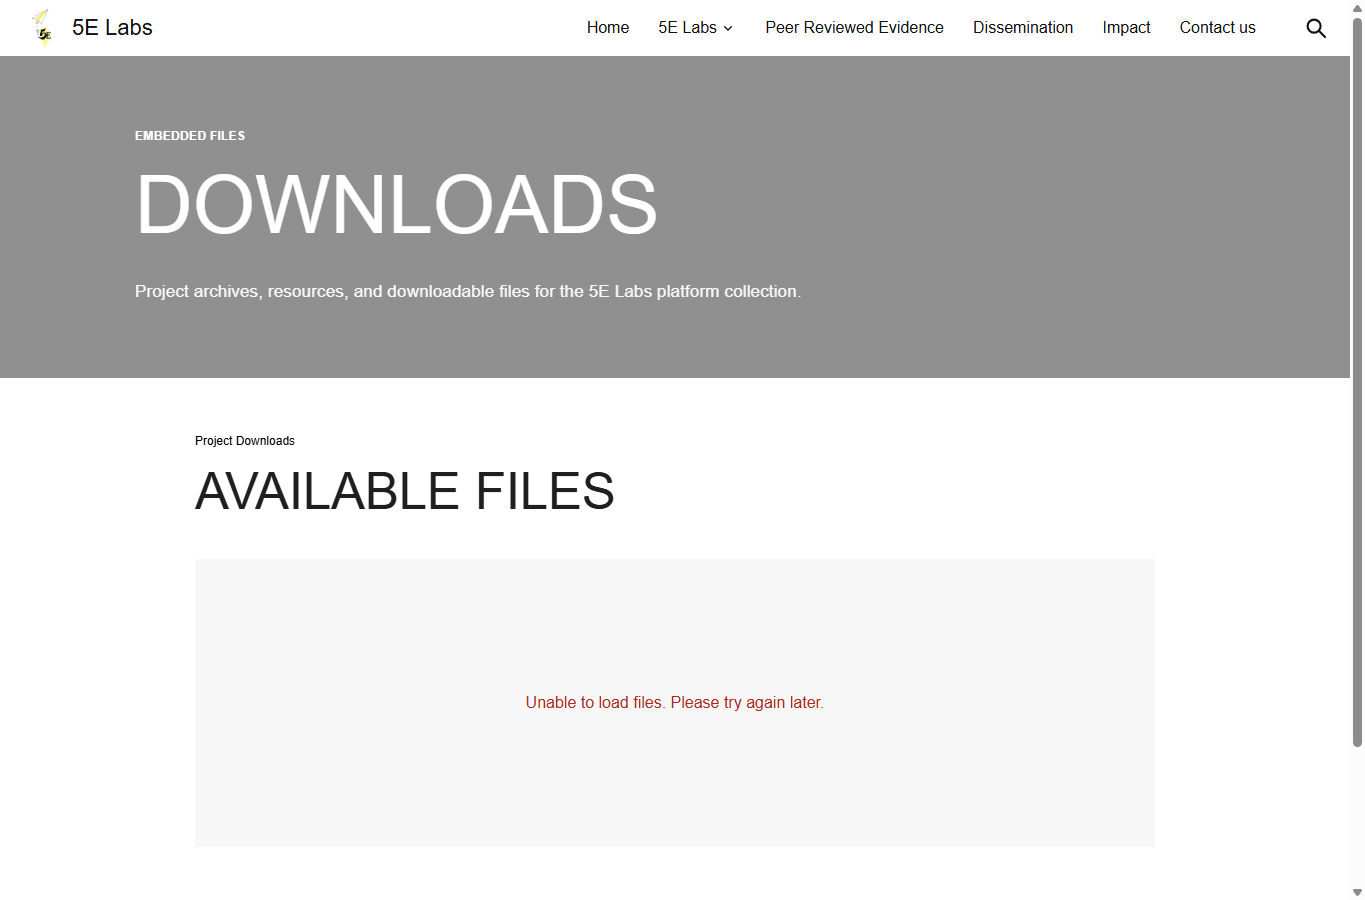 5E
5E Labs
Home
5E Labs
Peer Reviewed Evidence
Dissemination
Impact
Contact us
EMBEDDED FILES
DOWNLOADS
Project archives, resources, and downloadable files for the 5E Labs platform collection.
Project Downloads
AVAILABLE FILES
Unable to load files. Please try again later.